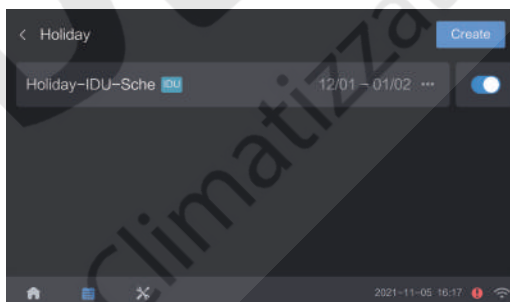 Holiday
Create
Holiday-IDU-Sche IDU 12/01 - 01/02 ...
2021-11-05 16:17
Climatizza